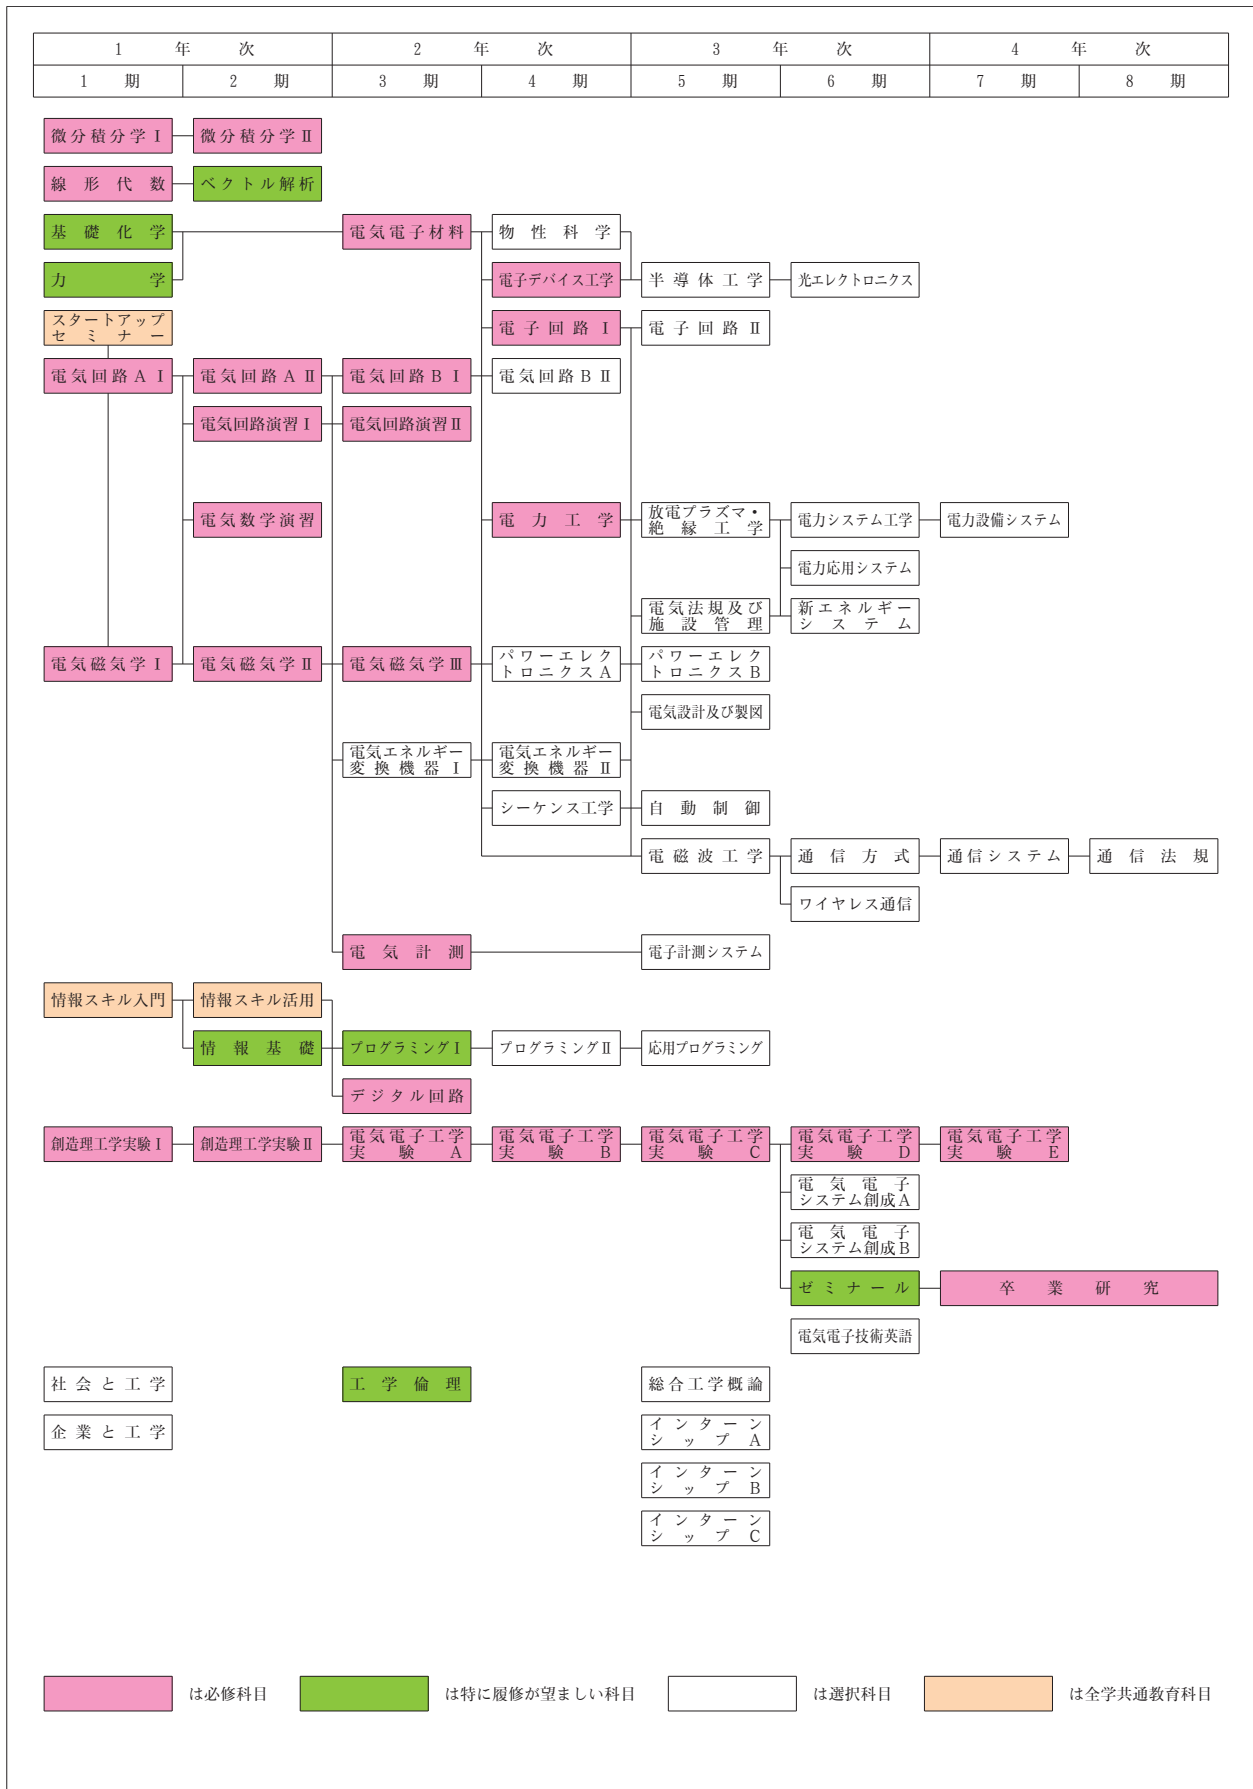 1年次 2年次 3年次 4年次
1期 2期 3期 4期 5期 6期 7期 8期
微分積分学Ⅰ 微分積分学Ⅱ
線形代数 ベクトル解析
基礎化学 電気電子材料 物性科学
力学 電子デバイス工学 半導体工学 光エレクトロニクス
スタートアップ
セミナー
電子回路Ⅰ 電子回路Ⅱ
電気回路AⅠ 電気回路AⅡ 電気回路BⅠ 電気回路BⅡ
電気回路演習Ⅰ 電気回路演習Ⅱ
電気数学演習 電力工学
放電プラズマ・
絶縁工学
電力システム工学 電力設備システム
電力応用システム
電気法規及び
施設管理
新エネルギー
システム
電気磁気学Ⅰ 電気磁気学Ⅱ 電気磁気学Ⅲ
パワーエレク
トロニクスA
パワーエレク
トロニクスB
電気設計及び製図
電気エネルギー
変換機器Ⅰ
電気エネルギー
変換機器Ⅱ
シーケンス工学 自動制御
電磁波工学 通信方式 通信システム 通信法規
ワイヤレス通信
電気計測 電子計測システム
情報スキル入門 情報スキル活用
情報基礎 プログラミングⅠ プログラミングⅡ 応用プログラミング
デジタル回路
創造理工学実験Ⅰ 創造理工学実験Ⅱ
電気電子工学
実験A
電気電子工学
実験B
電気電子工学
実験C
電気電子工学
実験D
電気電子工学
実験E
電気電子
システム創成A
電気電子
システム創成B
ゼミナール 卒業研究
電気電子技術英語
社会と工学 工学倫理 総合工学概論
企業と工学
インターン
シップA
インターン
シップB
インターン
シップC
は必修科目 は特に履修が望ましい科目 は選択科目 は全学共通教育科目